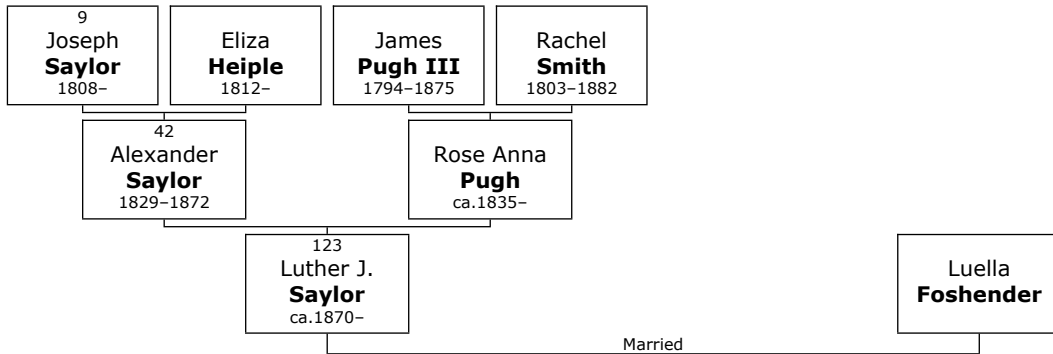 9
Joseph
Saylor
1808–
Eliza
Heiple
1812–
James
Pugh III
1794–1875
Rachel
Smith
1803–1882
42
Alexander
Saylor
1829–1872
Rose Anna
Pugh
ca.1835–
123
Luther J.
Saylor
ca.1870–
Luella
Foshender
Married